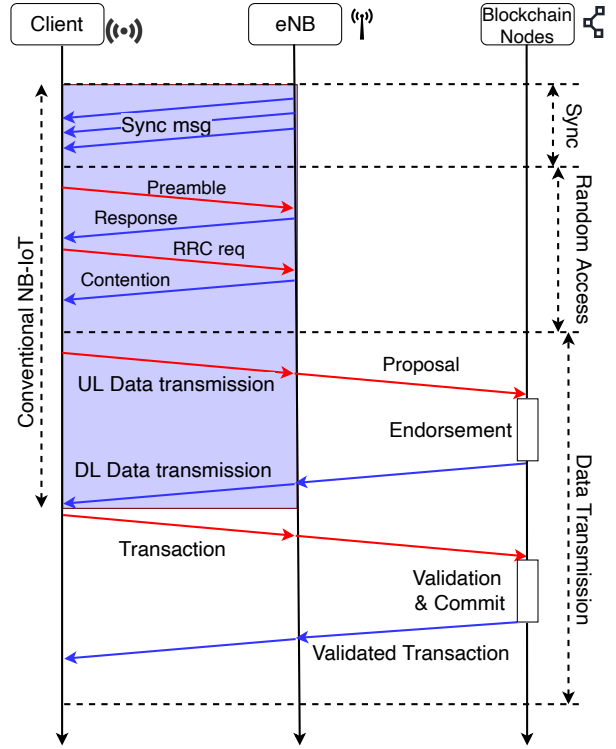 Client
eNB
Blockchain
Nodes
Sync msg
Sync
Preamble
Response
RRC req
Contention
Random Access
Conventional NB-IoT
UL Data transmission
Proposal
Endorsement
DL Data transmission
Transaction
Validation
& Commit
Validated Transaction
Data Transmission